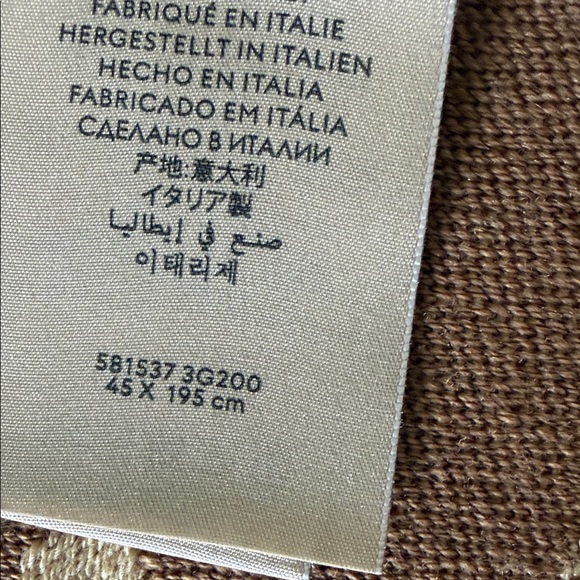 FABRIQUÉ EN ITALIE
HERGESTELLT IN ITALIEN
HECHO EN ITALIA
FABRICADO EM ITÁLIA
СДЕЛАНО В ИТАЛИИ
产地:意大利
イタリア製
صنع في إيطاليا
이태리제
581537 3G200
45 X 195 cm